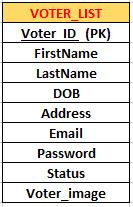 VOTER_LIST
Voter_ID (PK)
FirstName
LastName
DOB
Address
Email
Password
Status
Voter_image